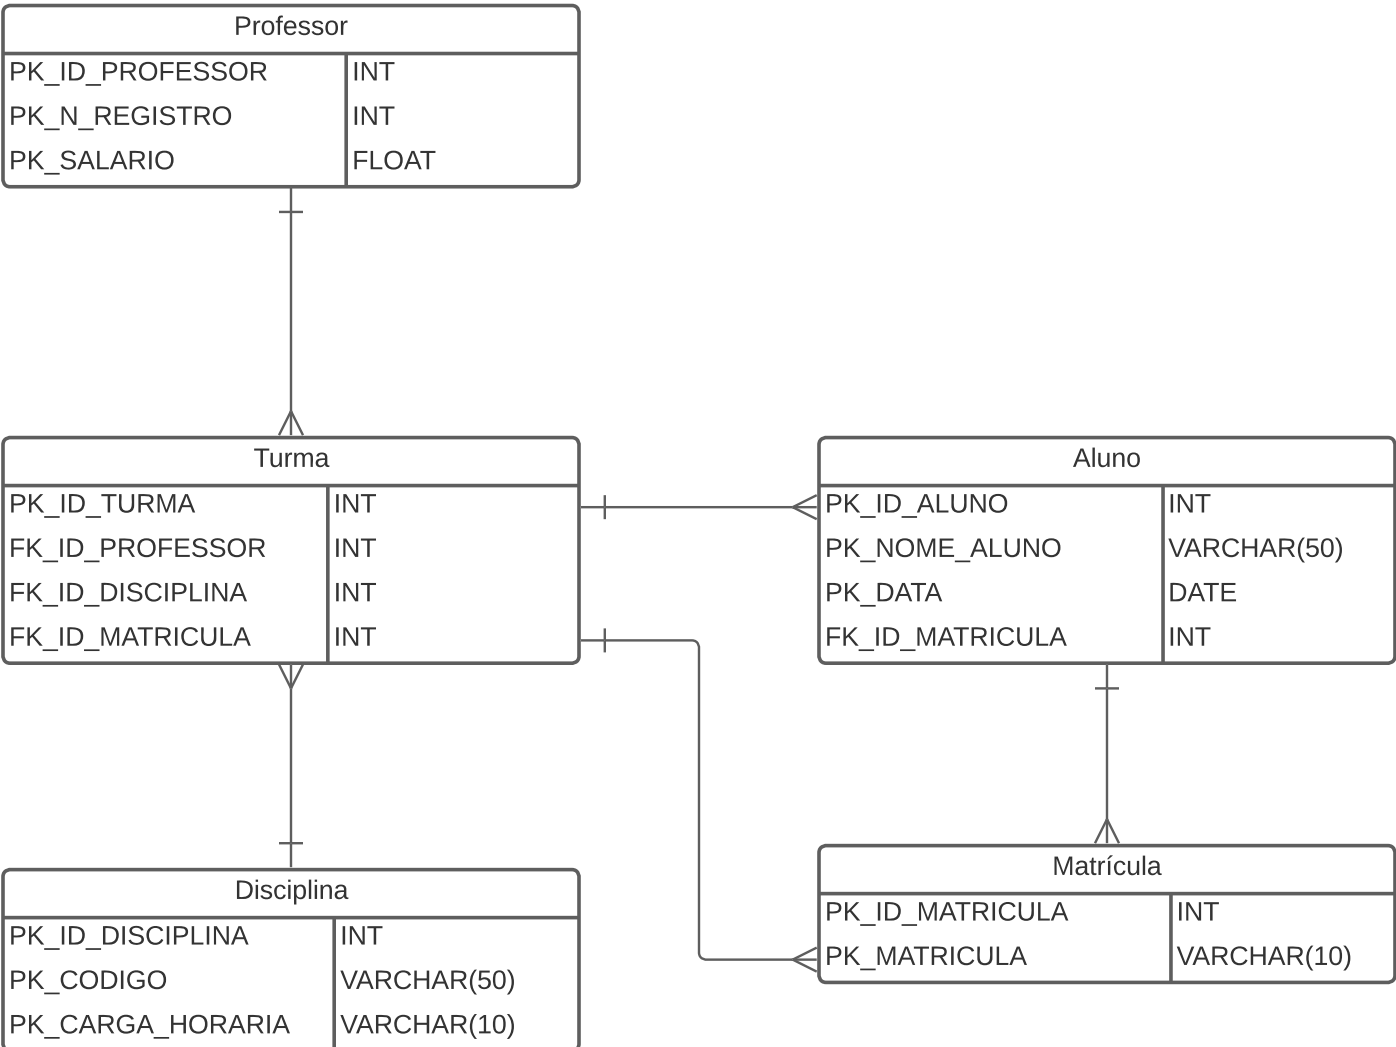 Professor
PK_ID_PROFESSOR INT
PK_N_REGISTRO INT
PK_SALARIO FLOAT
Turma
PK_ID_TURMA INT
FK_ID_PROFESSOR INT
FK_ID_DISCIPLINA INT
FK_ID_MATRICULA INT
Aluno
PK_ID_ALUNO INT
PK_NOME_ALUNO VARCHAR(50)
PK_DATA DATE
FK_ID_MATRICULA INT
Disciplina
PK_ID_DISCIPLINA INT
PK_CODIGO VARCHAR(50)
PK_CARGA_HORARIA VARCHAR(10)
Matrícula
PK_ID_MATRICULA INT
PK_MATRICULA VARCHAR(10)